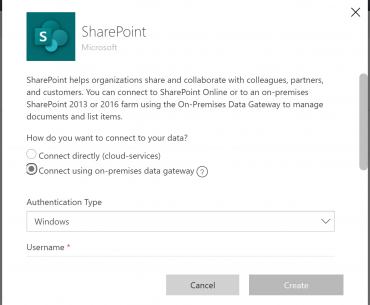 S
SharePoint
Microsoft
SharePoint helps organizations share and collaborate with colleagues, partners,
and customers. You can connect to SharePoint Online or to an on-premises
SharePoint 2013 or 2016 farm using the On-Premises Data Gateway to manage
documents and list items.
How do you want to connect to your data?
Connect directly (cloud-services)
Connect using on-premises data gateway ?
Authentication Type
Windows
Username *
Cancel Create